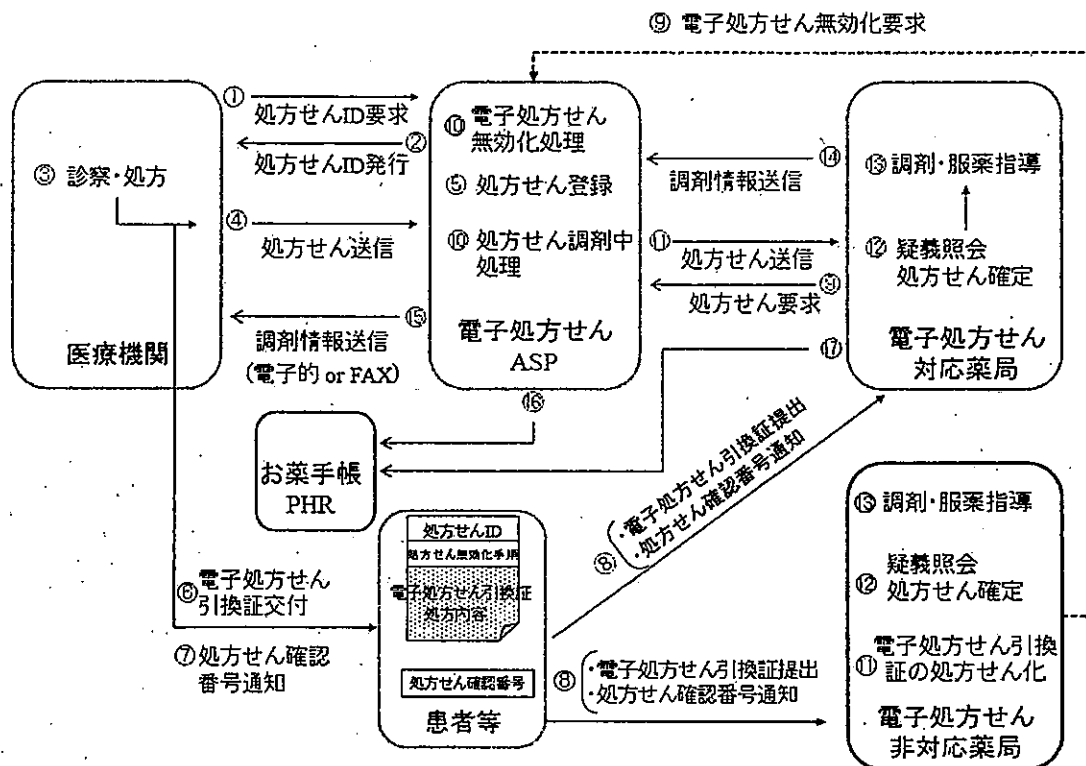 ⑨ 電子処方せん無効化要求
①
処方せんID要求
②
処方せんID発行
③ 診察・処方
④
処方せん送信
⑮
調剤情報送信
(電子的 or FAX)
医療機関
⑩ 電子処方せん
無効化処理
⑤ 処方せん登録
⑩ 処方せん調剤中
処理
電子処方せん
ASP
⑭
調剤情報送信
⑪
処方せん送信
⑨
処方せん要求
⑰
⑬ 調剤・服薬指導
⑫ 疑義照会
処方せん確定
電子処方せん
対応薬局
⑯
お薬手帳
PHR
⑧ ・電子処方せん引換証提出
・処方せん確認番号通知
⑥ 電子処方せん
引換証交付
⑦ 処方せん確認
番号通知
処方せんID
処方せん無効化手順
電子処方せん引換証
処方内容
処方せん確認番号
患者等
⑧ ・電子処方せん引換証提出
・処方せん確認番号通知
⑬ 調剤・服薬指導
⑫ 疑義照会
処方せん確定
⑪ 電子処方せん引換
証の処方せん化
電子処方せん
非対応薬局